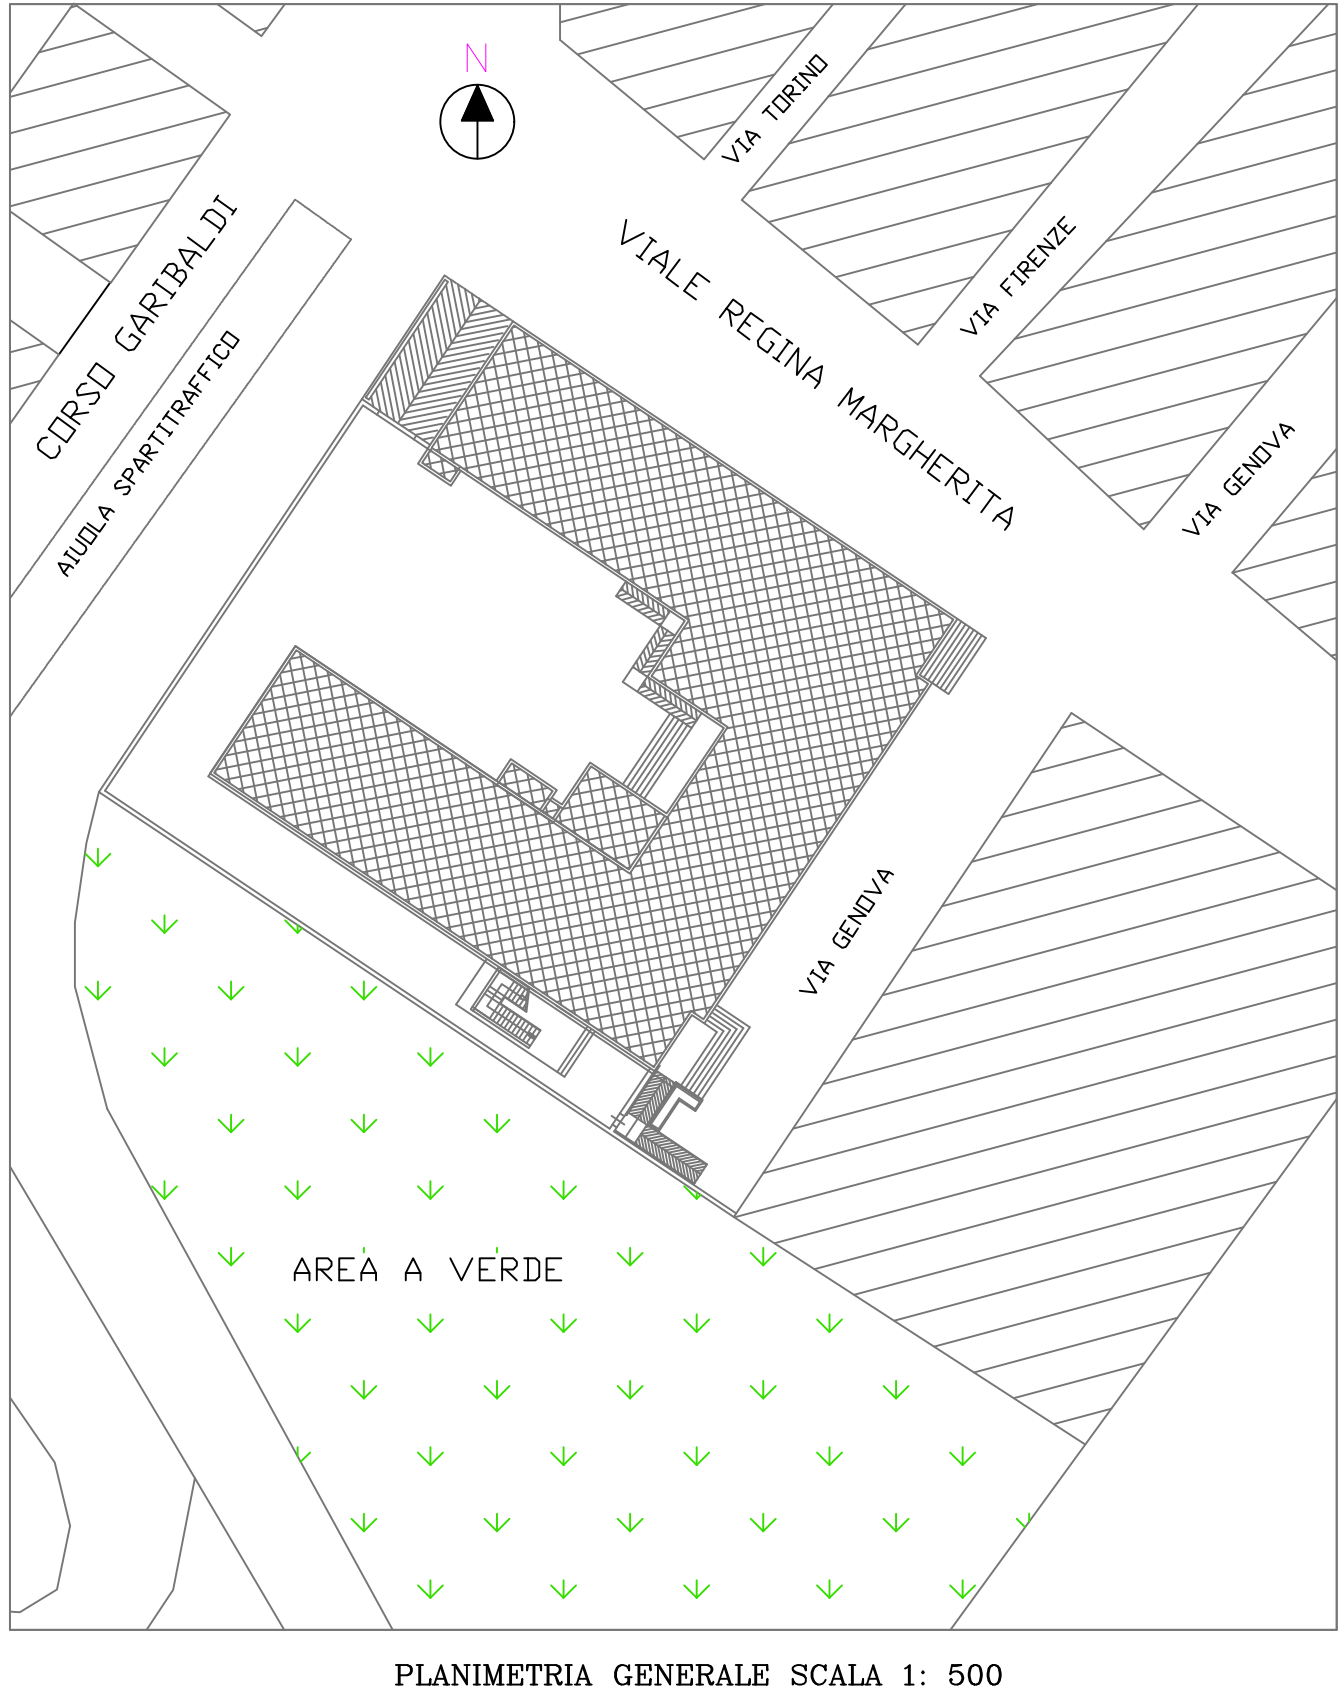 N
VIA TORINO
CORSO GARIBALDI
VIALE REGINA MARGHERITA
VIA FIRENZE
AIUOLA SPARTITRAFFICO
VIA GENOVA
VIA GENOVA
AREA A VERDE
PLANIMETRIA GENERALE SCALA 1: 500